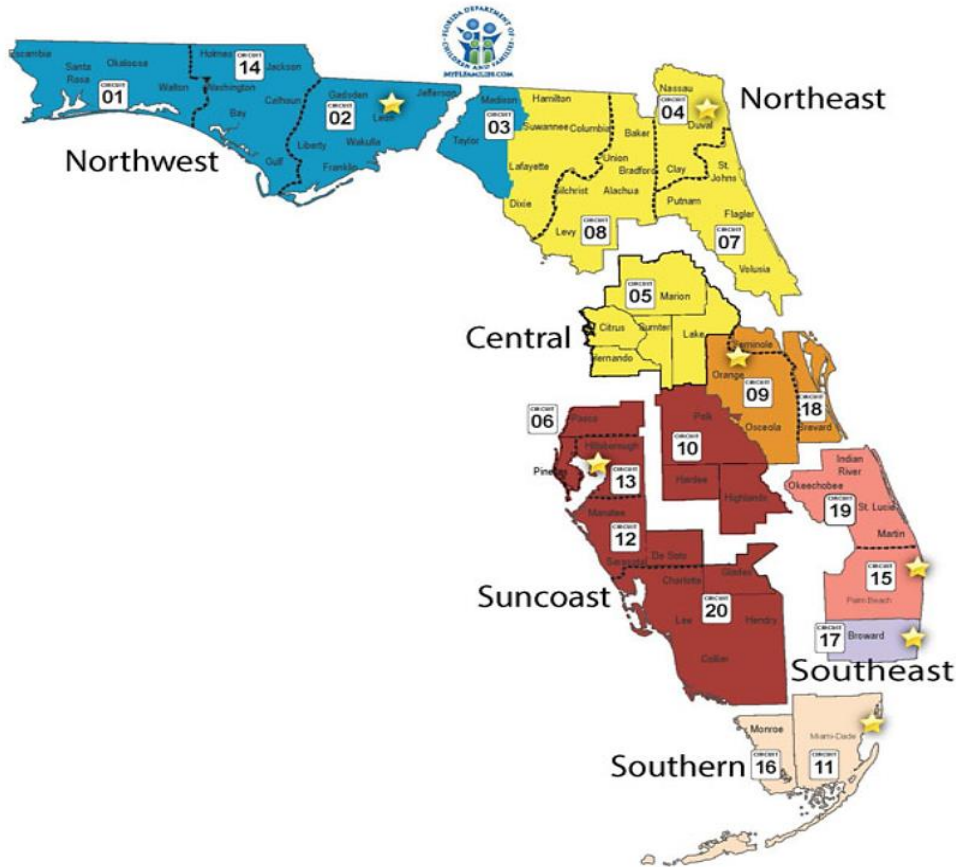 FLORIDA DEPARTMENT OF
CHILDREN AND FAMILIES
MYFLFAMILIES.COM
Northwest
Escambia
Santa
Rosa
Okaloosa
Walton
CIRCUIT
01
Holmes
CIRCUIT
14
Jackson
Washington
Bay
Calhoun
Gulf
Gadsden
CIRCUIT
02
Leon
Jefferson
Liberty
Wakulla
Franklin
Madison
CIRCUIT
03
Taylor
Hamilton
Suwannee
Columbia
Lafayette
Dixie
Northeast
Nassau
CIRCUIT
04
Duval
Clay
Baker
Union
Bradford
Gilchrist
Alachua
Levy
CIRCUIT
08
St.
Johns
Putnam
Flagler
CIRCUIT
07
Volusia
Central
CIRCUIT
05
Marion
Citrus
Sumter
Lake
Hernando
Seminole
Orange
CIRCUIT
09
Osceola
CIRCUIT
18
Brevard
Suncoast
CIRCUIT
06
Pasco
Pinellas
Hillsborough
CIRCUIT
13
Polk
CIRCUIT
10
Hardee
Highlands
Manatee
CIRCUIT
12
Sarasota
De Soto
Charlotte
Glades
CIRCUIT
20
Lee
Hendry
Collier
Indian
River
Okeechobee
CIRCUIT
19
St. Lucie
Martin
CIRCUIT
15
Palm Beach
CIRCUIT
17
Broward
Southeast
Southern
Monroe
CIRCUIT
16
Miami-Dade
CIRCUIT
11